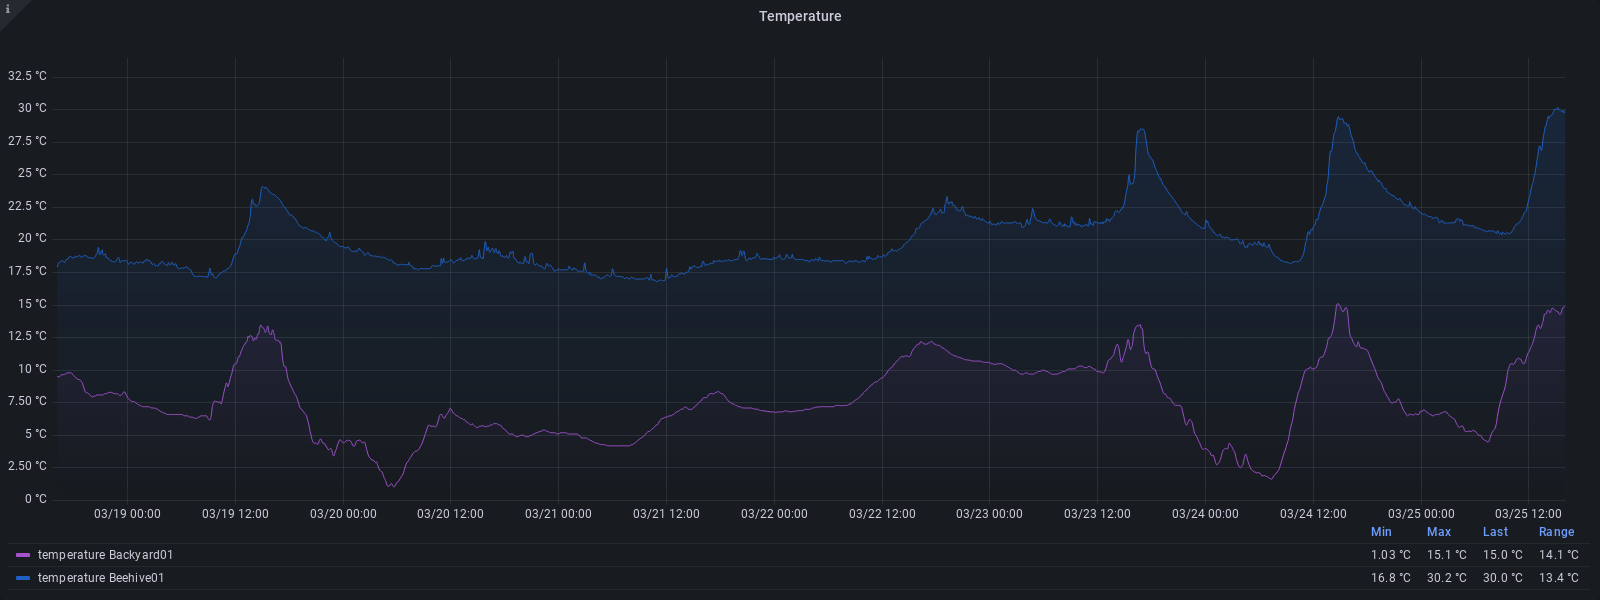 i
Temperature
32.5 °C
30 °C
27.5 °C
25 °C
22.5 °C
20 °C
17.5 °C
15 °C
12.5 °C
10 °C
7.50 °C
5 °C
2.50 °C
0 °C
03/19 00:00 03/19 12:00 03/20 00:00 03/20 12:00 03/21 00:00 03/21 12:00 03/22 00:00 03/22 12:00 03/23 00:00 03/23 12:00 03/24 00:00 03/24 12:00 03/25 00:00 03/25 12:00
Min Max Last Range
temperature Backyard01 1.03 °C 15.1 °C 15.0 °C 14.1 °C
temperature Beehive01 16.8 °C 30.2 °C 30.0 °C 13.4 °C